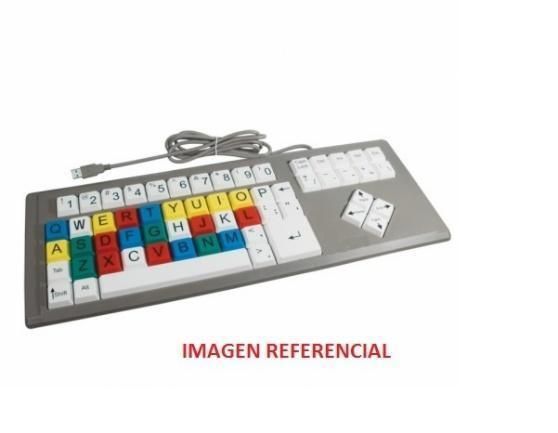 1 2 3 4 5 6 7 8 9 0
Q W E R T Y U I O P
A S D F G H J K L
Tab Z X C V B N M
Shift Alt
IMAGEN REFERENCIAL